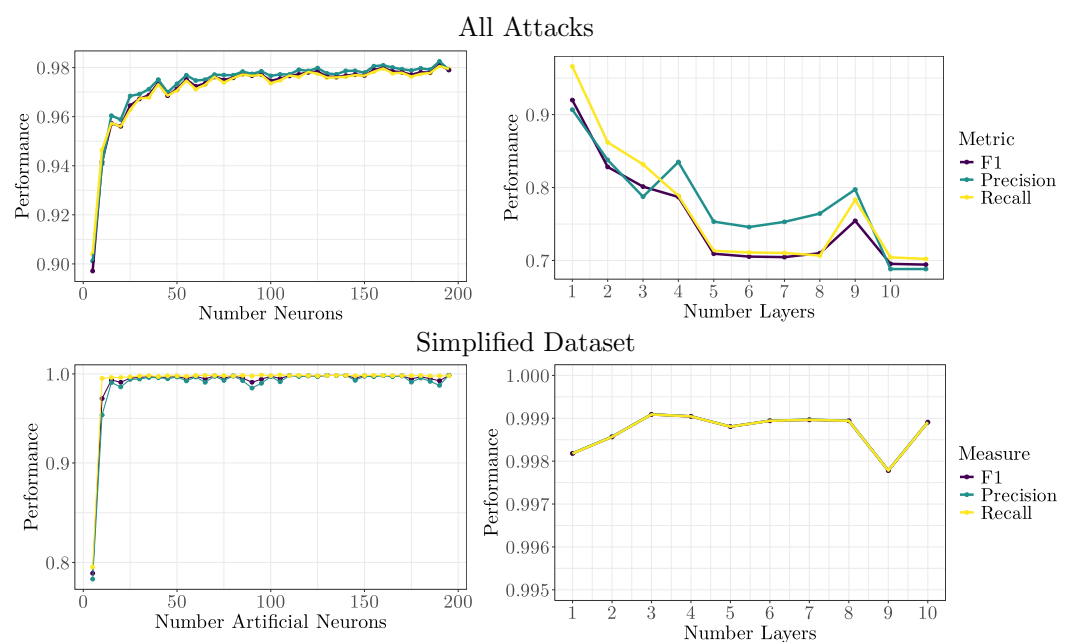 All Attacks
Performance
0.98
0.96
0.94
0.92
0.90
0 50 100 150 200
Number Neurons
Performance
0.9
0.8
0.7
1 2 3 4 5 6 7 8 9 10
Number Layers
Metric
F1
Precision
Recall
Simplified Dataset
Performance
1.0
0.9
0.8
0 50 100 150 200
Number Artificial Neurons
Performance
1.000
0.999
0.998
0.997
0.996
0.995
1 2 3 4 5 6 7 8 9 10
Number Layers
Measure
F1
Precision
Recall